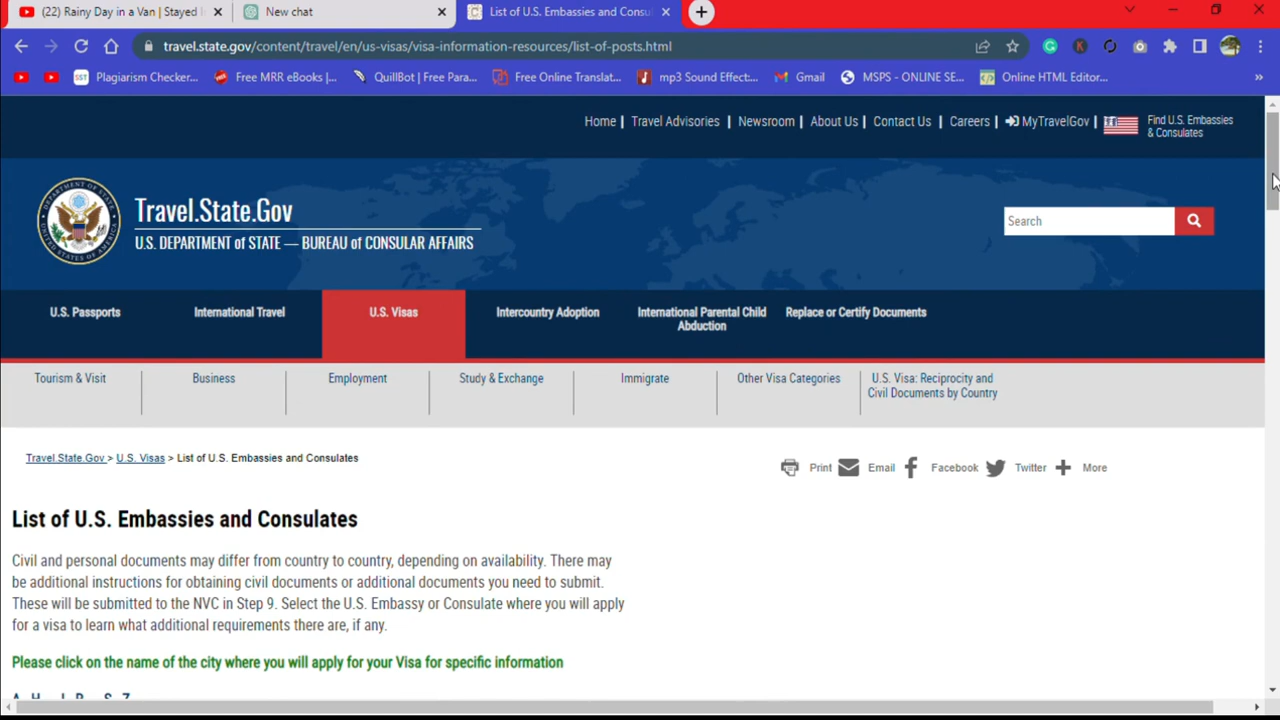 (22) Rainy Day in a Van | Stayed
New chat
List of U.S. Embassies and Consu
travel.state.gov/content/travel/en/us-visas/visa-information-resources/list-of-posts.html
Plagiarism Checker... Free MRR eBooks |... QuillBot | Free Para... Free Online Translat... mp3 Sound Effect... Gmail MSPS - ONLINE SE... Online HTML Editor... »
Home | Travel Advisories | Newsroom | About Us | Contact Us | Careers | MyTravelGov | Find U.S. Embassies
& Consulates
Travel.State.Gov
U.S. DEPARTMENT of STATE — BUREAU of CONSULAR AFFAIRS
Search
U.S. Passports International Travel U.S. Visas Intercountry Adoption International Parental Child Replace or Certify Documents
Abduction
Tourism & Visit Business Employment Study & Exchange Immigrate Other Visa Categories U.S. Visa: Reciprocity and
Civil Documents by Country
Travel.State.Gov > U.S. Visas > List of U.S. Embassies and Consulates
Print Email Facebook Twitter More
List of U.S. Embassies and Consulates
Civil and personal documents may differ from country to country, depending on availability. There may
be additional instructions for obtaining civil documents or additional documents you need to submit.
These will be submitted to the NVC in Step 9. Select the U.S. Embassy or Consulate where you will apply
for a visa to learn what additional requirements there are, if any.
Please click on the name of the city where you will apply for your Visa for specific information